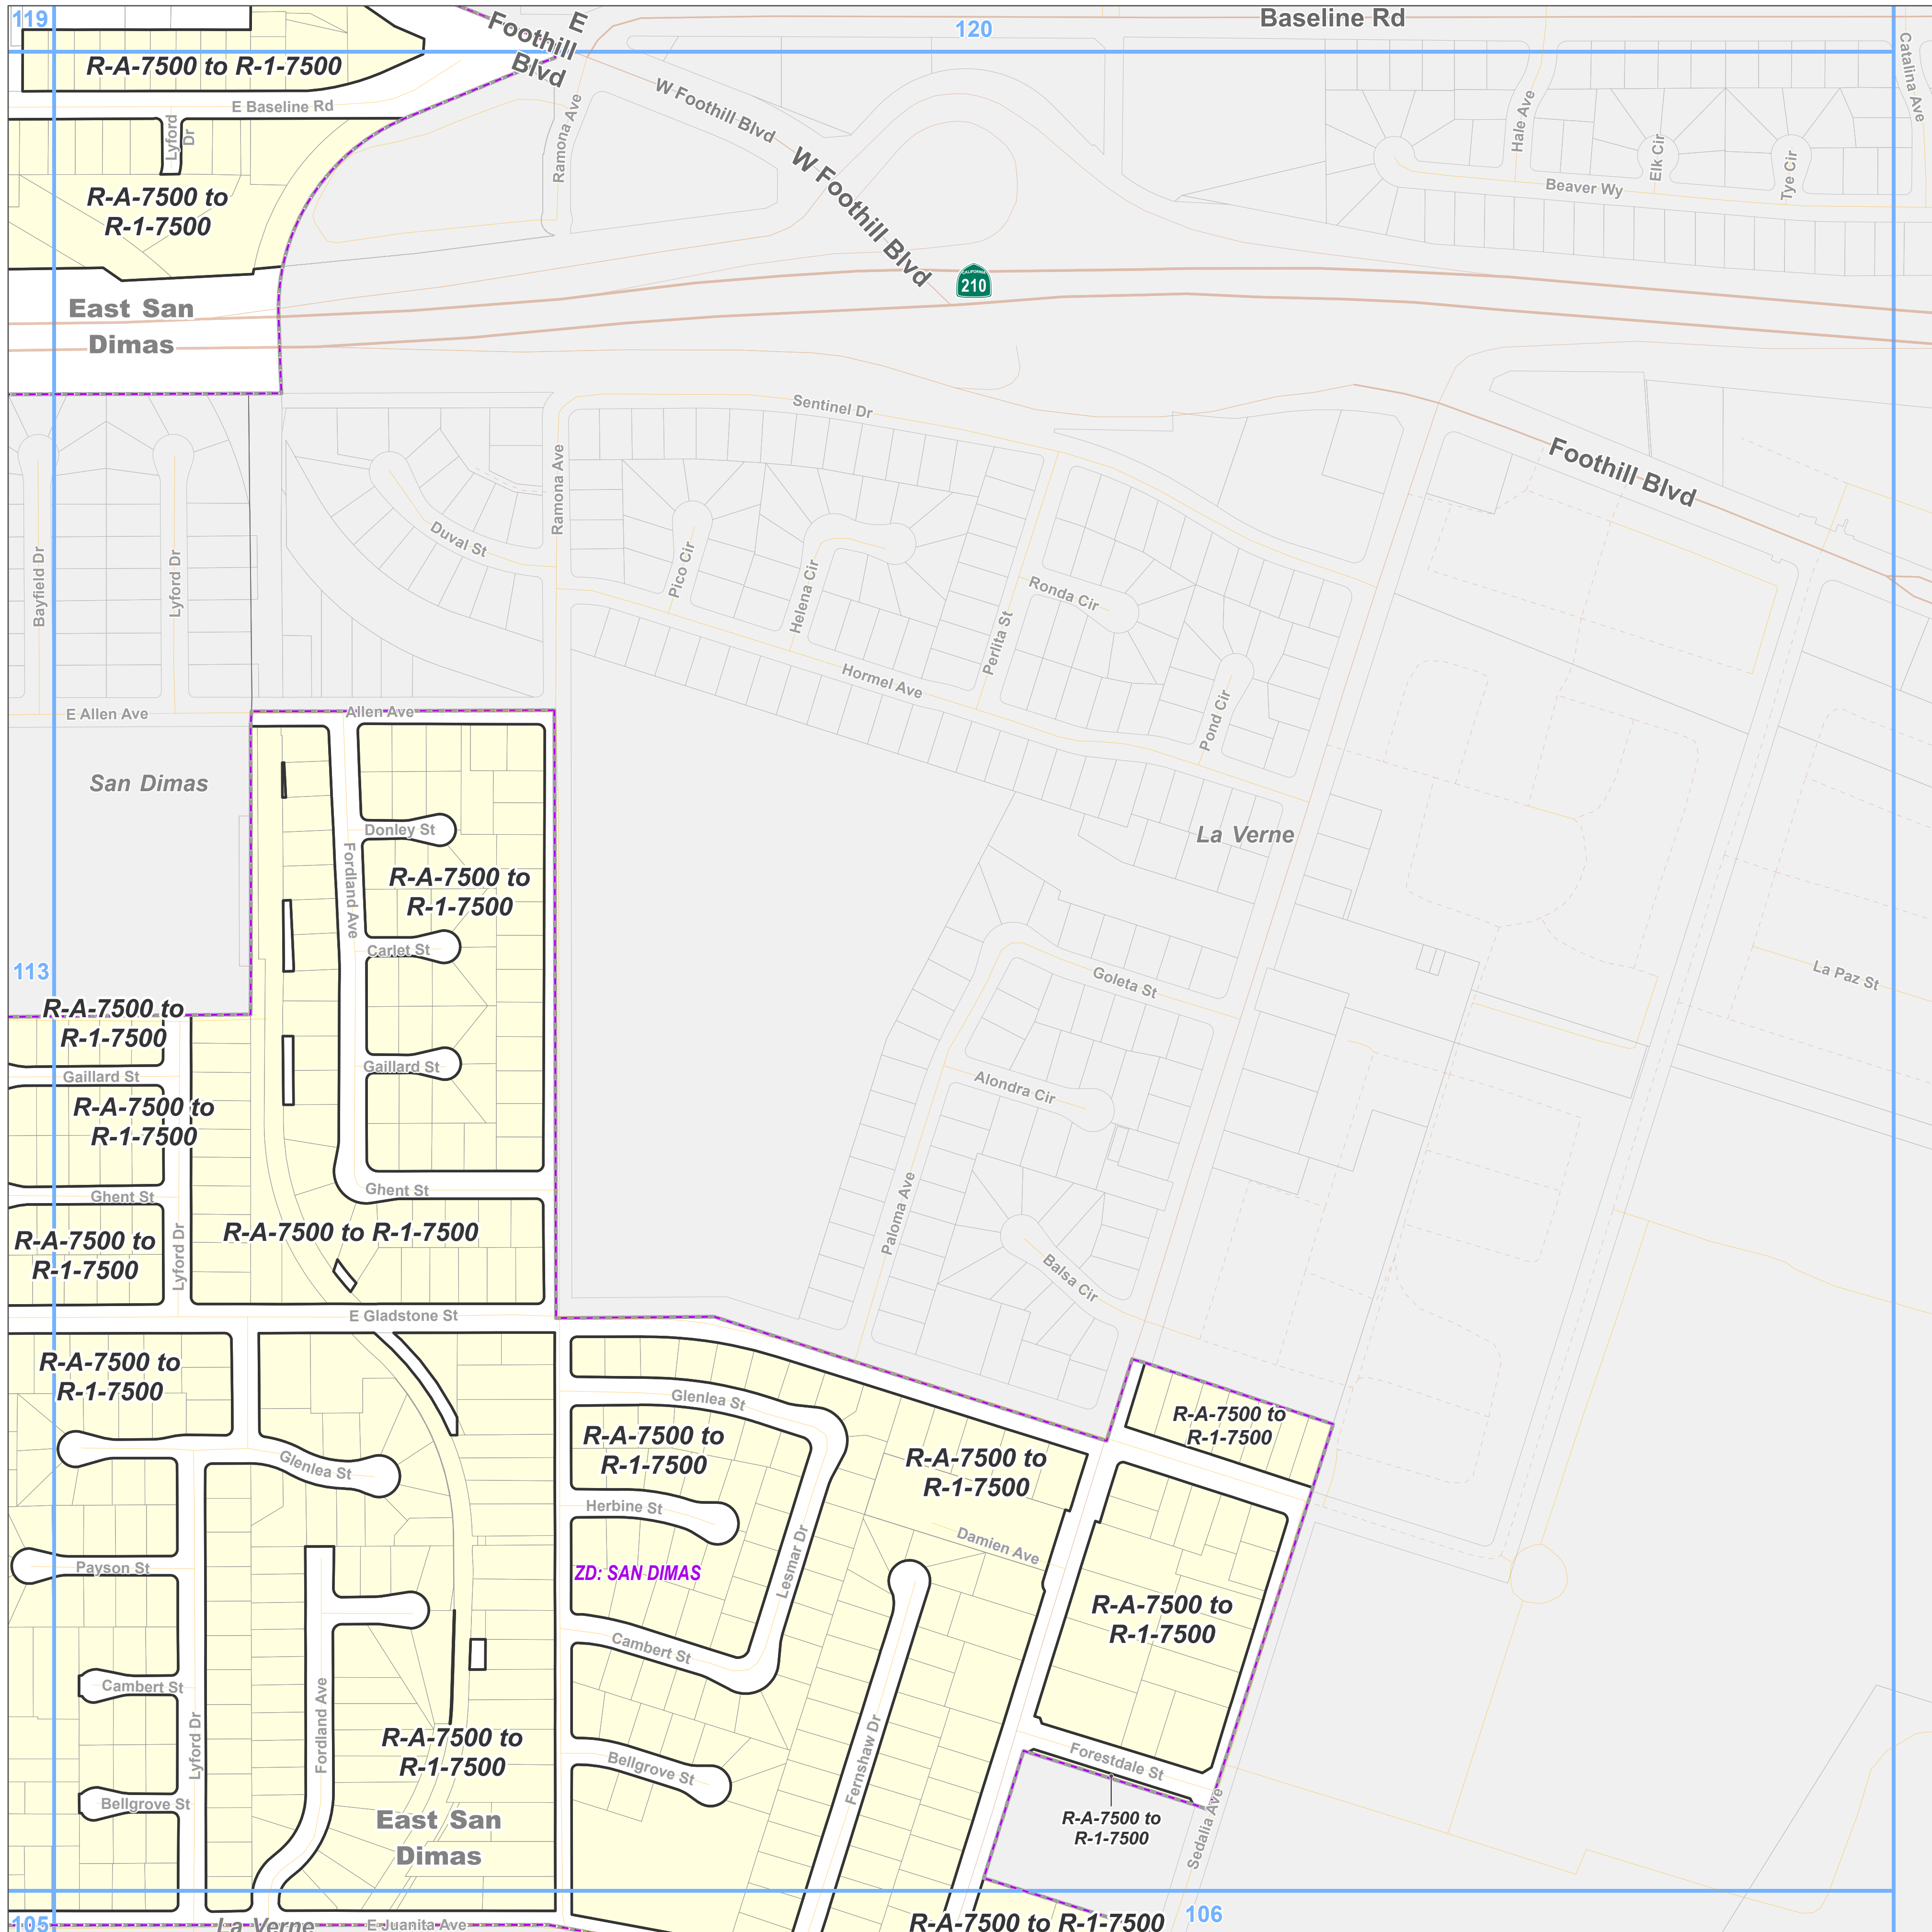 119
E
Foothill
Blvd
120
Baseline Rd
Catalina Ave
R-A-7500 to R-1-7500
E Baseline Rd
Lyford
Dr
Ramona Ave
W Foothill Blvd
W Foothill Blvd
Hale Ave
Elk Cir
Tye Cir
Beaver Wy
R-A-7500 to
R-1-7500
CALIFORNIA
210
East San
Dimas
Sentinel Dr
Foothill Blvd
Bayfield Dr
Lyford Dr
Duval St
Ramona Ave
Pico Cir
Helena Cir
Ronda Cir
Perlita St
Hormel Ave
Pond Cir
E Allen Ave
Allen Ave
San Dimas
La Verne
Donley St
Fordland Ave
R-A-7500 to
R-1-7500
Carlet St
113
Goleta St
La Paz St
R-A-7500 to
R-1-7500
Gaillard St
Gaillard St
Alondra Cir
R-A-7500 to
R-1-7500
Ghent St
Ghent St
Paloma Ave
R-A-7500 to
R-1-7500
Lyford Dr
R-A-7500 to R-1-7500
Balsa Cir
E Gladstone St
R-A-7500 to
R-1-7500
Glenlea St
Glenlea St
R-A-7500 to
R-1-7500
R-A-7500 to
R-1-7500
R-A-7500 to
R-1-7500
Herbine St
Lesmar Dr
Damien Ave
Payson St
ZD: SAN DIMAS
R-A-7500 to
R-1-7500
Cambert St
Cambert St
Lyford Dr
Fordland Ave
R-A-7500 to
R-1-7500
Fernshaw Dr
Bellgrove St
Forestdale St
Bellgrove St
East San
Dimas
R-A-7500 to
R-1-7500
Sedalia Ave
105
La Verne
E Juanita Ave
R-A-7500 to R-1-7500
106